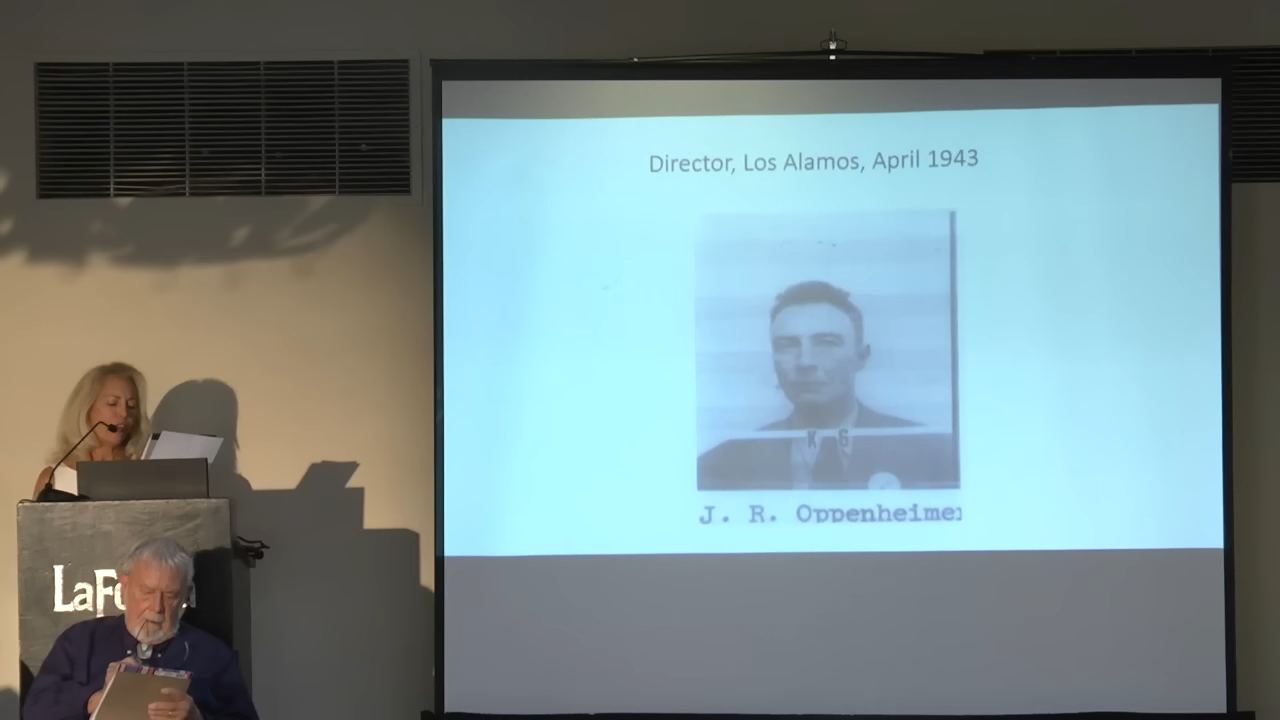 Director, Los Alamos, April 1943
K 6
J. R. Oppenheimer